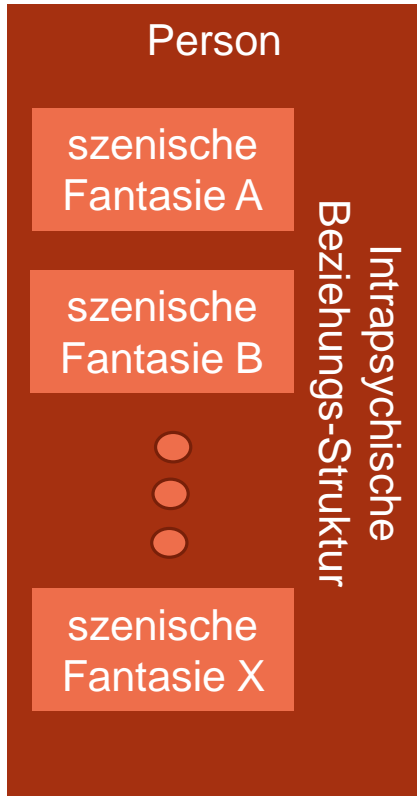 Person
szenische
Fantasie A
szenische
Fantasie B
szenische
Fantasie X
Intrapsychische
Beziehungs-Struktur